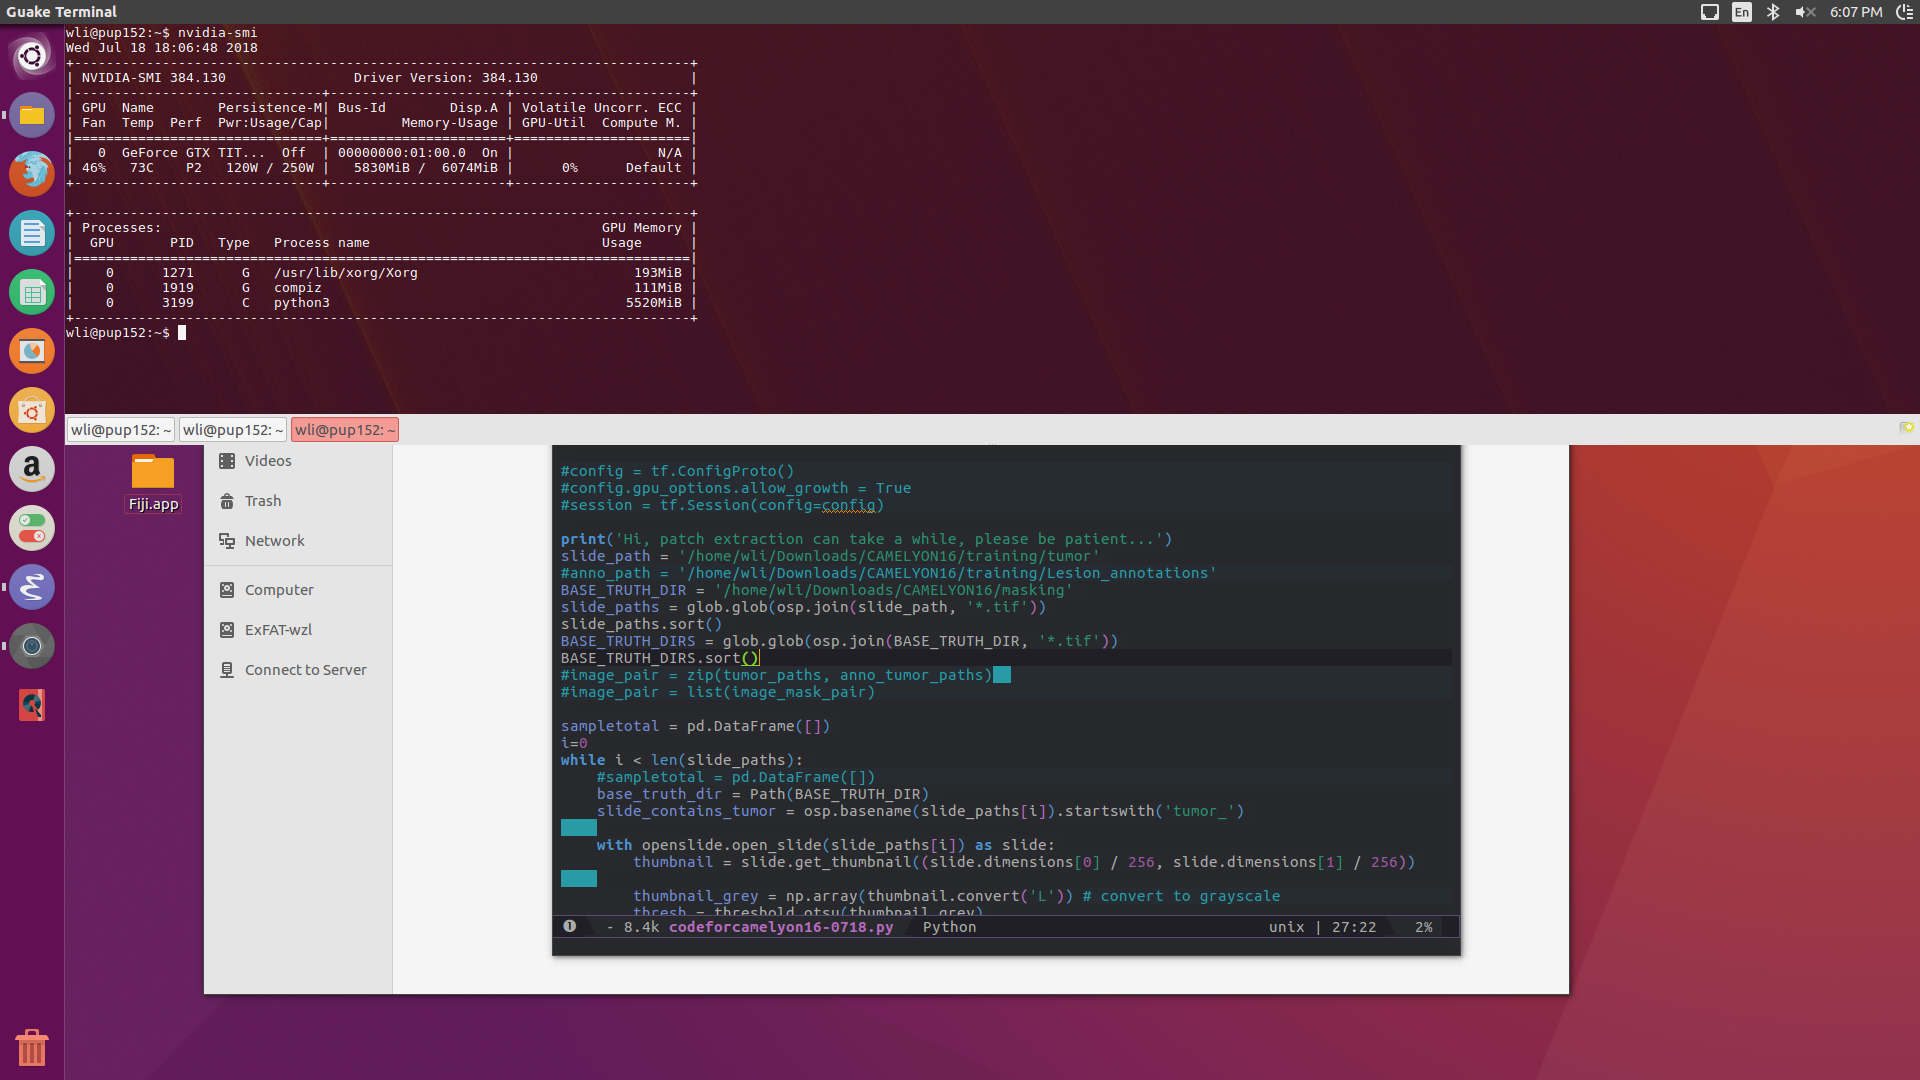 Guake Terminal
En
6:07 PM
wli@pup152:~$ nvidia-smi
Wed Jul 18 18:06:48 2018
+-----------------------------------------------------------------------------+
| NVIDIA-SMI 384.130                Driver Version: 384.130                   |
|-------------------------------+----------------------+----------------------+
| GPU  Name        Persistence-M| Bus-Id        Disp.A | Volatile Uncorr. ECC |
| Fan  Temp  Perf  Pwr:Usage/Cap|         Memory-Usage | GPU-Util  Compute M. |
|===============================+======================+======================|
|   0  GeForce GTX TIT...  Off  | 00000000:01:00.0  On |                  N/A |
| 46%   73C    P2   120W / 250W |   5830MiB /  6074MiB |      0%      Default |
+-------------------------------+----------------------+----------------------+
+-----------------------------------------------------------------------------+
| Processes:                                                       GPU Memory |
|  GPU       PID   Type   Process name                             Usage      |
|=============================================================================|
|    0      1271      G   /usr/lib/xorg/Xorg                           193MiB |
|    0      1919      G   compiz                                       111MiB |
|    0      3199      C   python3                                     5520MiB |
+-----------------------------------------------------------------------------+
wli@pup152:~$
wli@pup152: ~
wli@pup152: ~
wli@pup152: ~
Fiji.app
Videos
Trash
Network
Computer
ExFAT-wzl
Connect to Server
#config = tf.ConfigProto()
#config.gpu_options.allow_growth = True
#session = tf.Session(config=config)
print('Hi, patch extraction can take a while, please be patient...')
slide_path = '/home/wli/Downloads/CAMELYON16/training/tumor'
#anno_path = '/home/wli/Downloads/CAMELYON16/training/Lesion_annotations'
BASE_TRUTH_DIR = '/home/wli/Downloads/CAMELYON16/masking'
slide_paths = glob.glob(osp.join(slide_path, '*.tif'))
slide_paths.sort()
BASE_TRUTH_DIRS = glob.glob(osp.join(BASE_TRUTH_DIR, '*.tif'))
BASE_TRUTH_DIRS.sort()
#image_pair = zip(tumor_paths, anno_tumor_paths)
#image_pair = list(image_mask_pair)
sampletotal = pd.DataFrame([])
i=0
while i < len(slide_paths):
    #sampletotal = pd.DataFrame([])
    base_truth_dir = Path(BASE_TRUTH_DIR)
    slide_contains_tumor = osp.basename(slide_paths[i]).startswith('tumor_')
    with openslide.open_slide(slide_paths[i]) as slide:
        thumbnail = slide.get_thumbnail((slide.dimensions[0] / 256, slide.dimensions[1] / 256))
        thumbnail_grey = np.array(thumbnail.convert('L')) # convert to grayscale
        thresh = threshold_otsu(thumbnail_grey)
1 - 8.4k codeforcamelyon16-0718.py Python unix | 27:22 2%